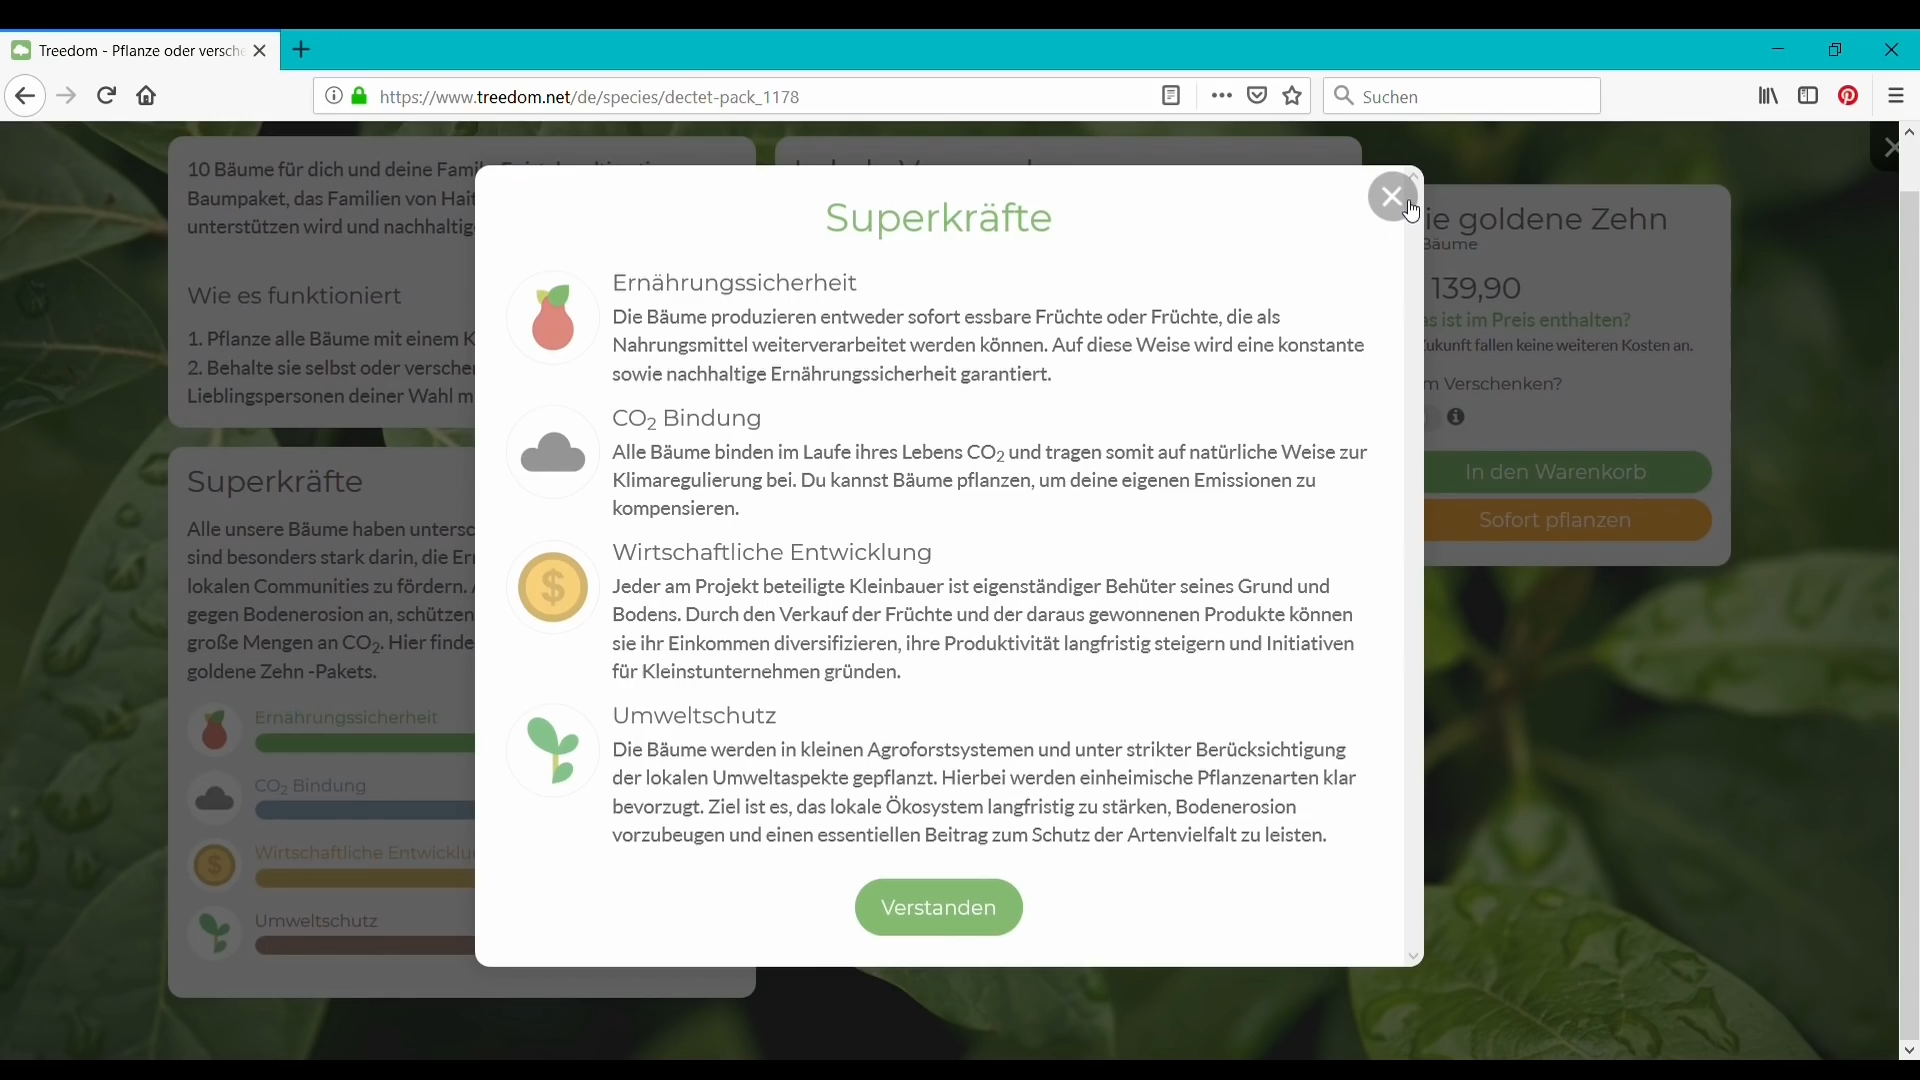 Treedom - Pflanze oder versch
https://www.treedom.net/de/species/dectet-pack_1178
Suchen
10 Bäume für dich und deine
Baumpaket, das Familien von
unterstützen wird und
Wie es funktioniert
1. Pflanze alle Bäume mit einem
2. Behalte sie selbst oder
Lieblingspersonen deiner Wahl
Superkräfte
Alle unsere Bäume haben
sind besonders stark darin, die
lokalen Communities zu fördern.
gegen Bodenerosion an, schützen
große Mengen an CO₂. Hier
goldene Zehn -Pakets.
Ernährungssicherheit
CO₂ Bindung
Wirtschaftliche
Umweltschutz
Superkräfte
Ernährungssicherheit
Die Bäume produzieren entweder sofort essbare Früchte oder Früchte, die als
Nahrungsmittel weiterverarbeitet werden können. Auf diese Weise wird eine konstante
sowie nachhaltige Ernährungssicherheit garantiert.
CO₂ Bindung
Alle Bäume binden im Laufe ihres Lebens CO₂ und tragen somit auf natürliche Weise zur
Klimaregulierung bei. Du kannst Bäume pflanzen, um deine eigenen Emissionen zu
kompensieren.
$ Wirtschaftliche Entwicklung
Jeder am Projekt beteiligte Kleinbauer ist eigenständiger Behüter seines Grund und
Bodens. Durch den Verkauf der Früchte und der daraus gewonnenen Produkte können
sie ihr Einkommen diversifizieren, ihre Produktivität langfristig steigern und Initiativen
für Kleinstunternehmen gründen.
Umweltschutz
Die Bäume werden in kleinen Agroforstsystemen und unter strikter Berücksichtigung
der lokalen Umweltaspekte gepflanzt. Hierbei werden einheimische Pflanzenarten klar
bevorzugt. Ziel ist es, das lokale Ökosystem langfristig zu stärken, Bodenerosion
vorzubeugen und einen essentiellen Beitrag zum Schutz der Artenvielfalt zu leisten.
Verstanden
ie goldene Zehn
Bäume
139,90
as ist im Preis enthalten?
ukunft fallen keine weiteren Kosten an.
m Verschenken?
In den Warenkorb
Sofort pflanzen